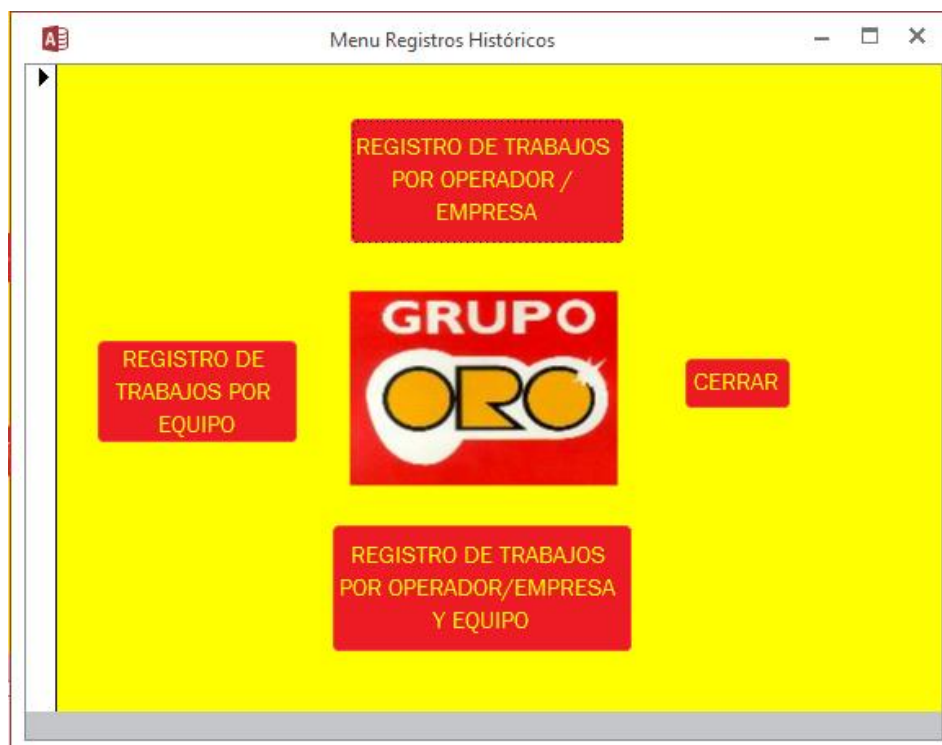 Menu Registros Históricos
REGISTRO DE TRABAJOS
POR OPERADOR /
EMPRESA
GRUPO
ORO
REGISTRO DE
TRABAJOS POR
EQUIPO
CERRAR
REGISTRO DE TRABAJOS
POR OPERADOR/EMPRESA
Y EQUIPO